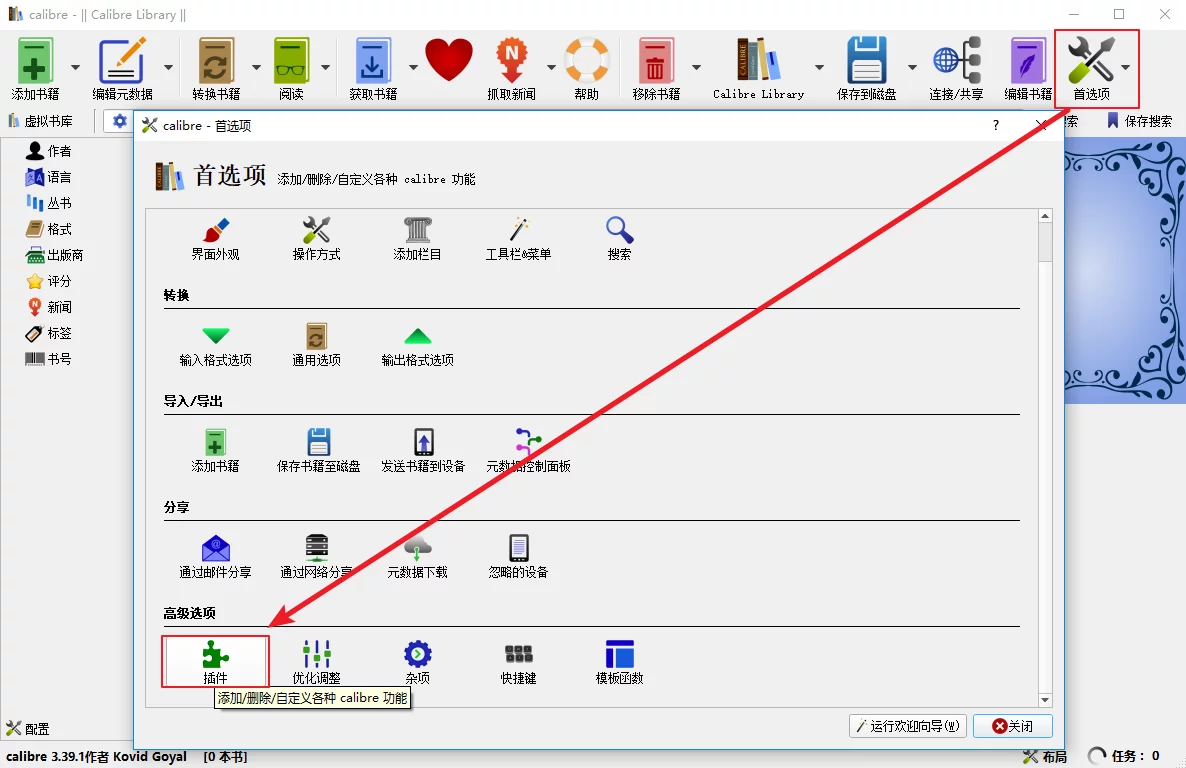 calibre - || Calibre Library ||
添加书籍 编辑元数据 转换书籍 阅读 获取书籍 抓取新闻 帮助 移除书籍 Calibre Library 保存到磁盘 连接/共享 编辑书籍 首选项
虚拟书库 索 保存搜索
calibre - 首选项 ?
首选项 添加/删除/自定义各种 calibre 功能
作者
语言
丛书
格式
出版商
评分
新闻
标签
书号
界面外观 操作方式 添加栏目 工具栏&菜单 搜索
转换
输入格式选项 通用选项 输出格式选项
导入/导出
添加书籍 保存书籍至磁盘 发送书籍到设备 元数据控制面板
分享
通过邮件分享 通过网络分享 元数据下载 忽略的设备
高级选项
插件 优化调整 杂项 快捷键 模板函数
添加/删除/自定义各种 calibre 功能
运行欢迎向导(W) 关闭
配置
calibre 3.39.1作者 Kovid Goyal [0 本书] 布局 任务： 0